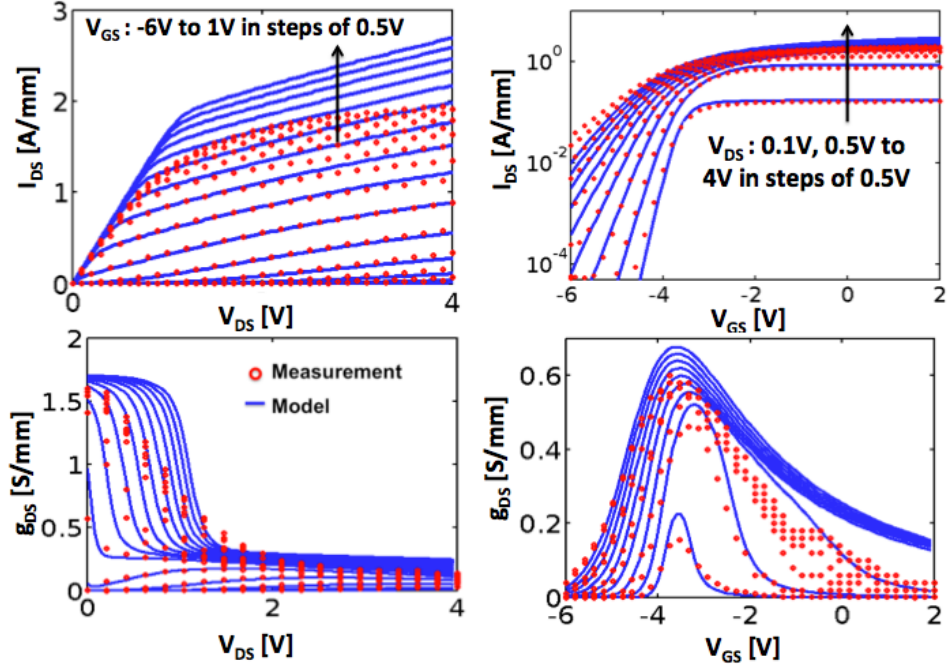 V_GS : -6V to 1V in steps of 0.5V
3
2
1
0
0
2
4
I_DS [A/mm]
V_DS [V]
10^0
10^-2
10^-4
-6
-4
-2
0
2
I_DS [A/mm]
V_DS : 0.1V, 0.5V to
4V in steps of 0.5V
V_GS [V]
2
1.5
1
0.5
0
0
2
4
g_DS [S/mm]
Measurement
Model
V_DS [V]
0.6
0.4
0.2
0
-6
-4
-2
0
2
g_DS [S/mm]
V_GS [V]